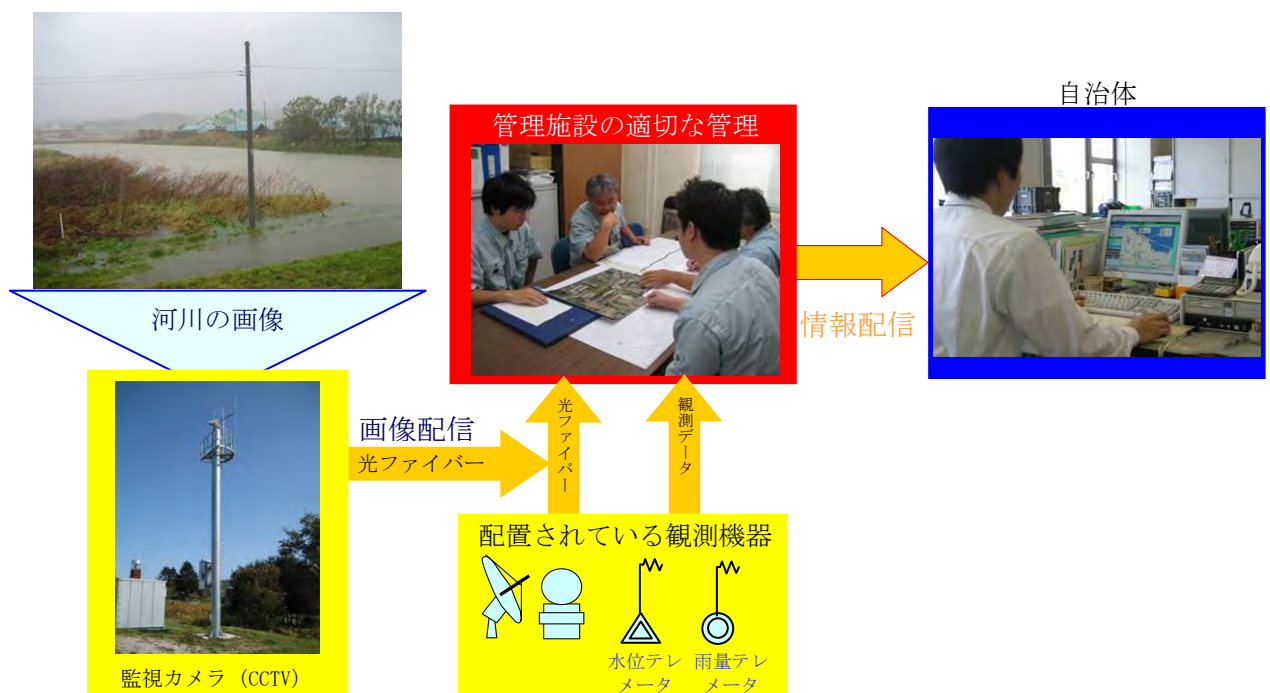 自治体
管理施設の適切な管理
河川の画像
情報配信
画像配信
光ファイバー
光ファイバー
観測データ
配置されている観測機器
水位テレ
メータ
雨量テレ
メータ
監視カメラ（CCTV）